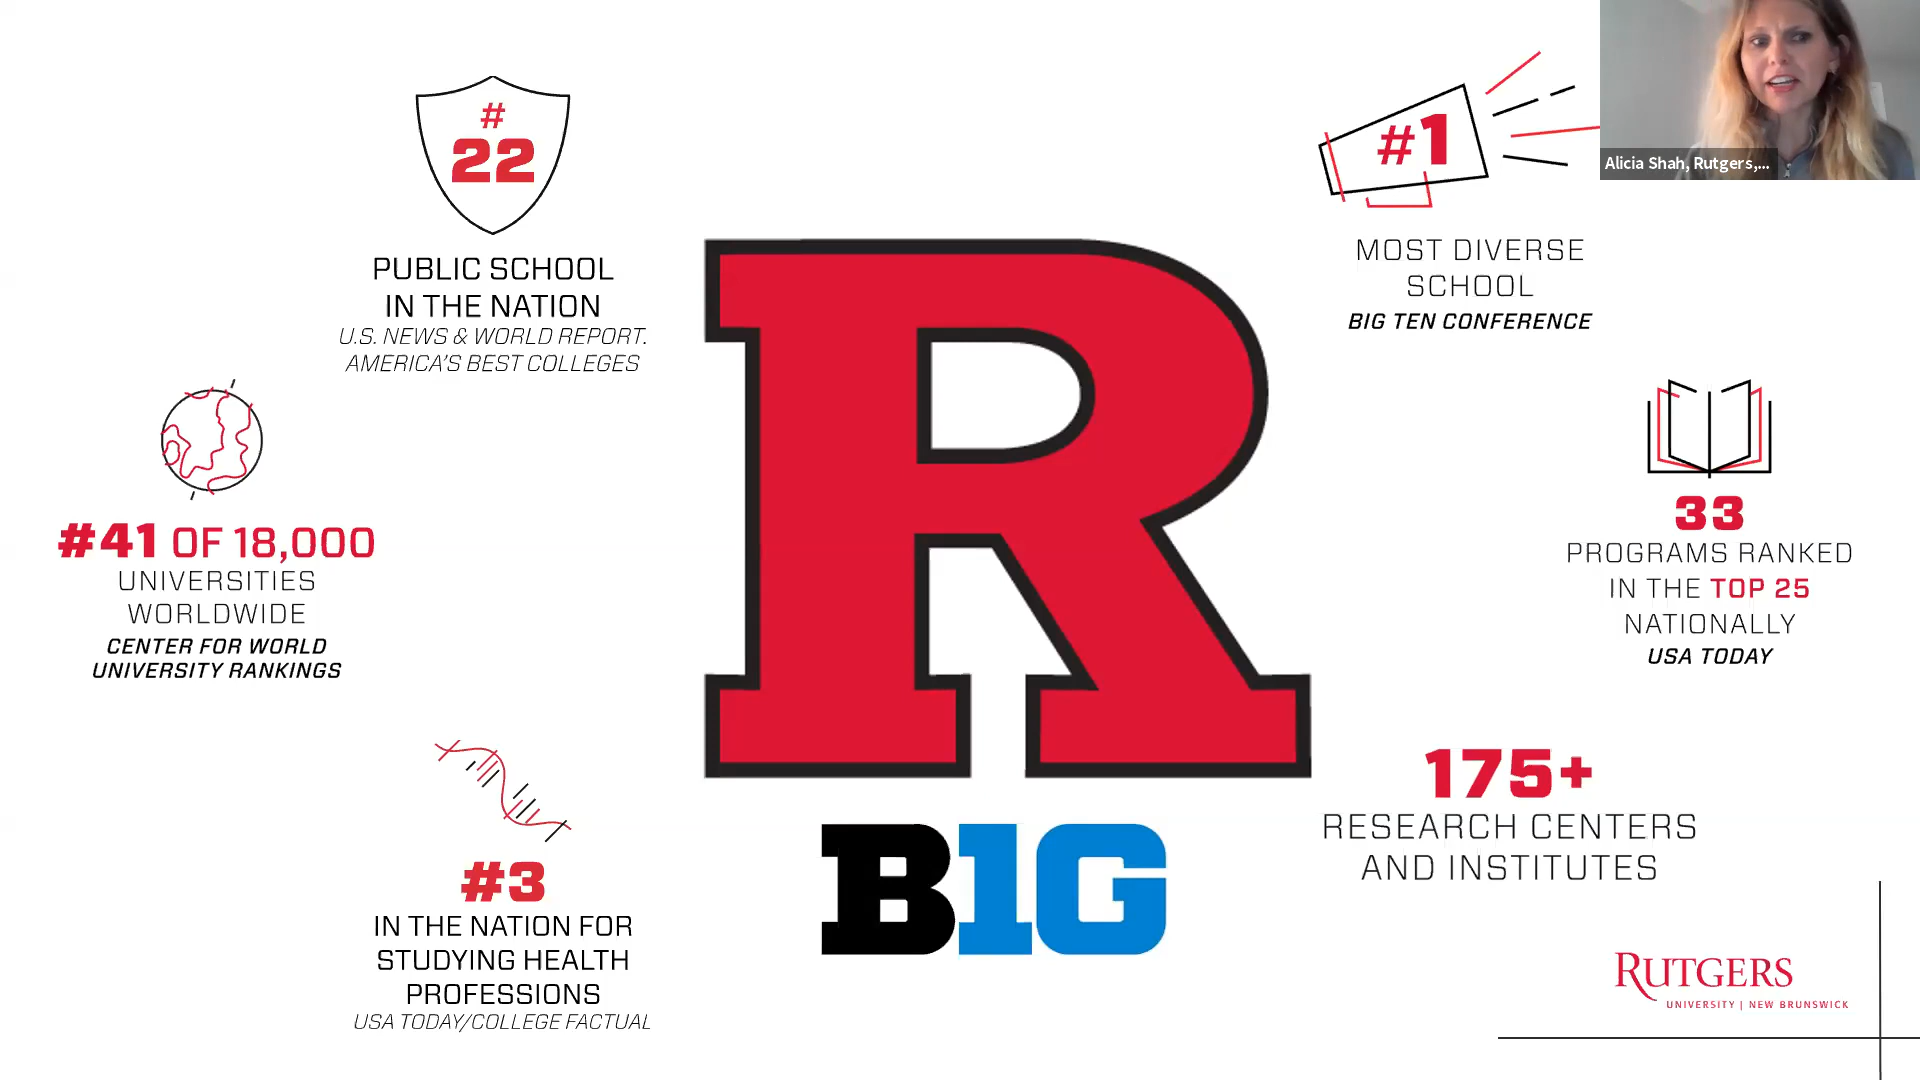 #
22
PUBLIC SCHOOL
IN THE NATION
U.S. NEWS & WORLD REPORT.
AMERICA'S BEST COLLEGES
#1
MOST DIVERSE
SCHOOL
BIG TEN CONFERENCE
Alicia Shah, Rutgers,...
#41 OF 18,000
UNIVERSITIES
WORLDWIDE
CENTER FOR WORLD
UNIVERSITY RANKINGS
R
33
PROGRAMS RANKED
IN THE TOP 25
NATIONALLY
USA TODAY
#3
IN THE NATION FOR
STUDYING HEALTH
PROFESSIONS
USA TODAY/COLLEGE FACTUAL
B1G
175+
RESEARCH CENTERS
AND INSTITUTES
RUTGERS
UNIVERSITY | NEW BRUNSWICK